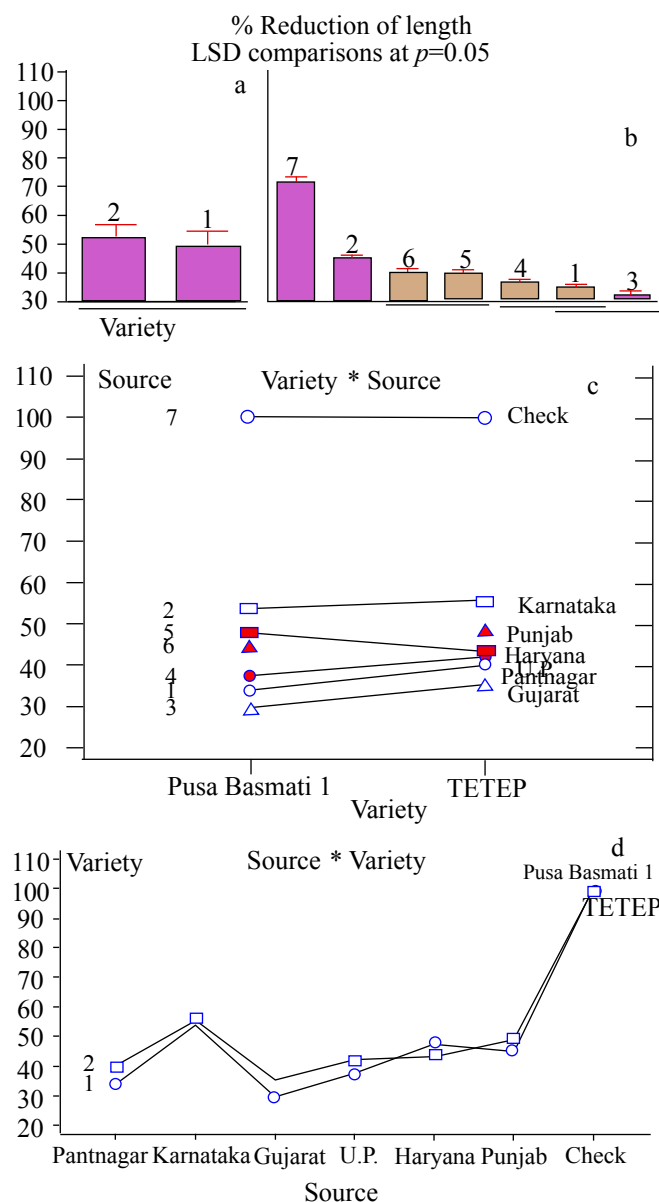 % Reduction of length
LSD comparisons at p=0.05
110
100
90
80
70
60
50
40
30
a
2
1
Variety
b
7
2
6
5
4
1
3
110
100
90
80
70
60
50
40
30
20
Source
Variety * Source
c
7
2
5
6
4
1
3
Check
Karnataka
Punjab
Haryana
U.P
Pantnagar
Gujarat
Pusa Basmati 1
TETEP
Variety
110
100
90
80
70
60
50
40
30
20
Variety
Source * Variety
d
Pusa Basmati 1
TETEP
2
1
Pantnagar Karnataka Gujarat U.P. Haryana Punjab Check
Source